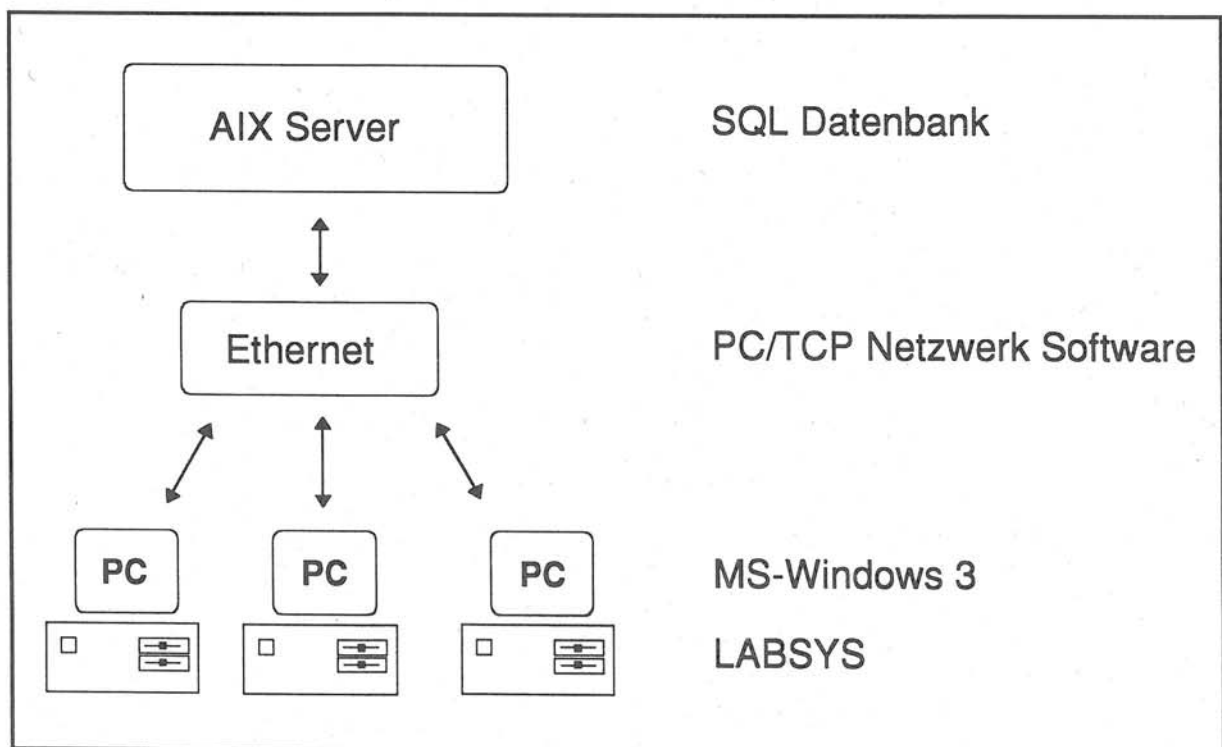 AIX Server
SQL Datenbank
Ethernet
PC/TCP Netzwerk Software
PC PC PC
MS-Windows 3
LABSYS